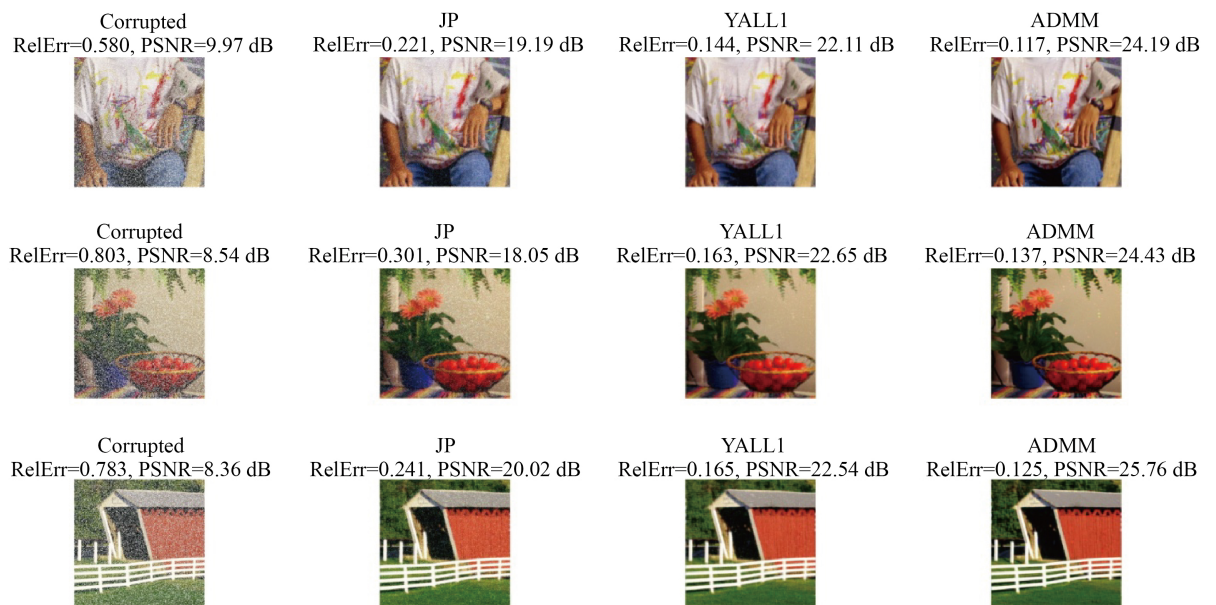 Corrupted
RelErr=0.580, PSNR=9.97 dB
JP
RelErr=0.221, PSNR=19.19 dB
YALL1
RelErr=0.144, PSNR= 22.11 dB
ADMM
RelErr=0.117, PSNR=24.19 dB
Corrupted
RelErr=0.803, PSNR=8.54 dB
JP
RelErr=0.301, PSNR=18.05 dB
YALL1
RelErr=0.163, PSNR=22.65 dB
ADMM
RelErr=0.137, PSNR=24.43 dB
Corrupted
RelErr=0.783, PSNR=8.36 dB
JP
RelErr=0.241, PSNR=20.02 dB
YALL1
RelErr=0.165, PSNR=22.54 dB
ADMM
RelErr=0.125, PSNR=25.76 dB